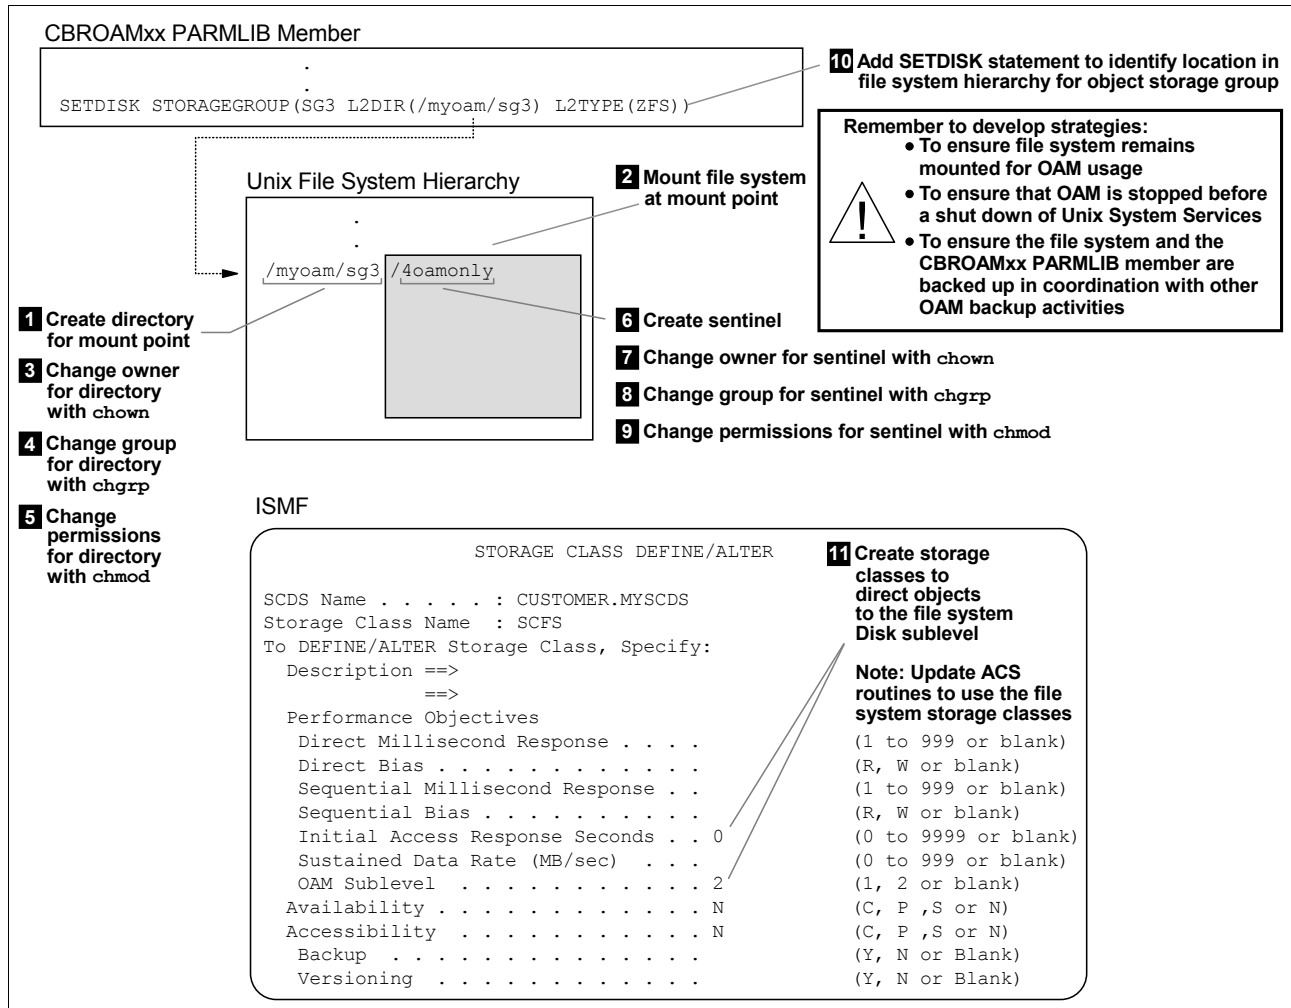 CBROAMxx PARMLIB Member
.
.
SETDISK STORAGEGROUP(SG3 L2DIR(/myoam/sg3) L2TYPE(ZFS))
10 Add SETDISK statement to identify location in
file system hierarchy for object storage group
Remember to develop strategies:
• To ensure file system remains
mounted for OAM usage
• To ensure that OAM is stopped before
a shut down of Unix System Services
• To ensure the file system and the
CBROAMxx PARMLIB member are
backed up in coordination with other
OAM backup activities
!
Unix File System Hierarchy
.
.
/myoam/sg3 /4oamonly
2 Mount file system
at mount point
1 Create directory
for mount point
3 Change owner
for directory
with chown
4 Change group
for directory
with chgrp
5 Change
permissions
for directory
with chmod
6 Create sentinel
7 Change owner for sentinel with chown
8 Change group for sentinel with chgrp
9 Change permissions for sentinel with chmod
ISMF
STORAGE CLASS DEFINE/ALTER
SCDS Name . . . . . : CUSTOMER.MYSCDS
Storage Class Name : SCFS
To DEFINE/ALTER Storage Class, Specify:
Description ==>
==>
Performance Objectives
Direct Millisecond Response . . . . (1 to 999 or blank)
Direct Bias . . . . . . . . . . . . (R, W or blank)
Sequential Millisecond Response . . (1 to 999 or blank)
Sequential Bias . . . . . . . . . . (R, W or blank)
Initial Access Response Seconds . . 0 (0 to 9999 or blank)
Sustained Data Rate (MB/sec) . . . (0 to 999 or blank)
OAM Sublevel . . . . . . . . . . . 2 (1, 2 or blank)
Availability . . . . . . . . . . . . N (C, P ,S or N)
Accessibility . . . . . . . . . . . N (C, P ,S or N)
Backup . . . . . . . . . . . . . . (Y, N or Blank)
Versioning . . . . . . . . . . . . (Y, N or Blank)
11 Create storage
classes to
direct objects
to the file system
Disk sublevel
Note: Update ACS
routines to use the file
system storage classes